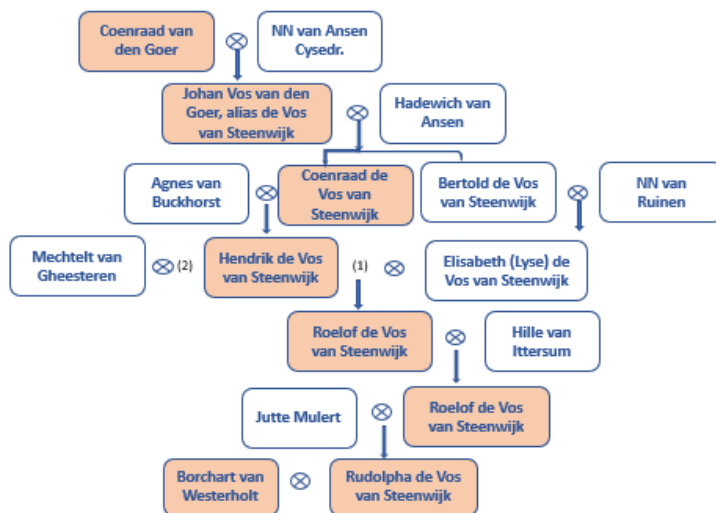 Coenraad van
den Goer
NN van Ansen
Cysedr.
Johan Vos van den
Goer, alias de Vos
van Steenwijk
Hadewich van
Ansen
Agnes van
Buckhorst
Coenraad de
Vos van
Steenwijk
Bertold de Vos
van Steenwijk
NN van
Ruinen
Mechtelt van
Gheesteren
(2)
Hendrik de Vos
van Steenwijk
(1)
Elisabeth (Lyse) de
Vos van Steenwijk
Roelof de Vos
van Steenwijk
Hille van
Ittersum
Jutte Mulert
Roelof de Vos
van Steenwijk
Borchart van
Westerholt
Rudolpha de Vos
van Steenwijk